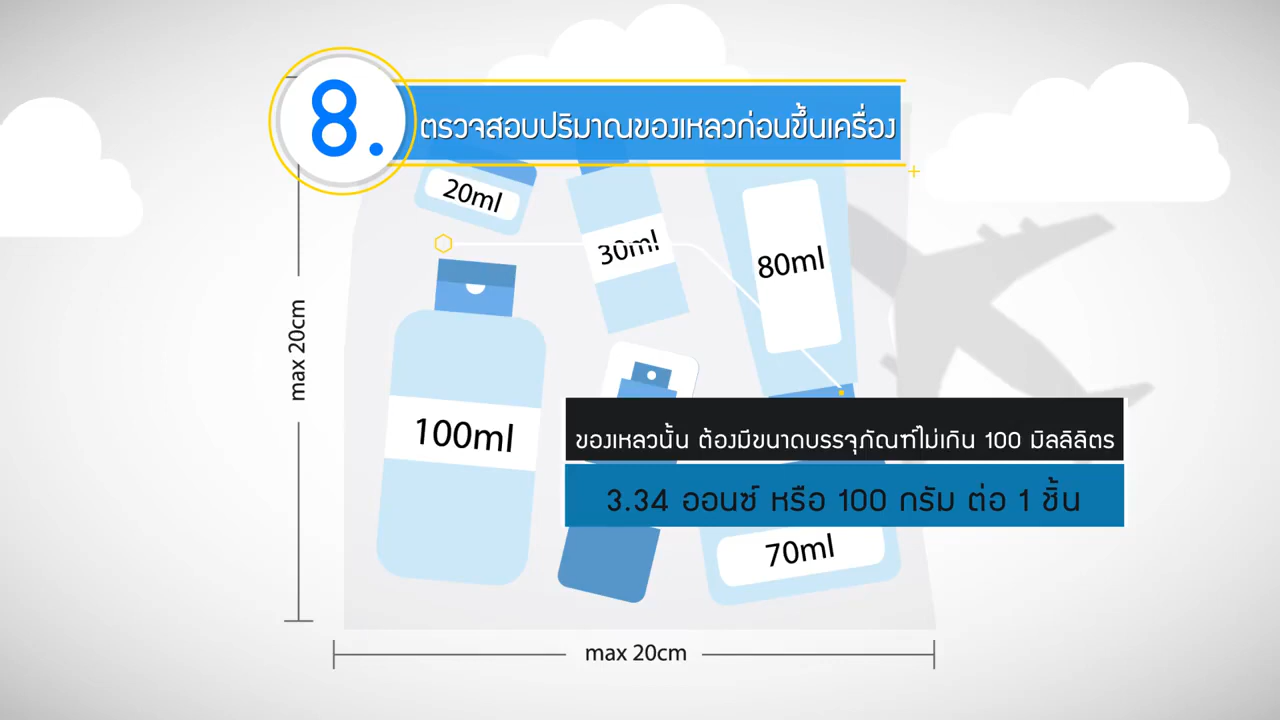 8.
ตรวจสอบปริมาณของเหลวก่อนขึ้นเครื่อง
20ml
30ml
80ml
max 20cm
100ml
ของเหลวนั้น ต้องมีขนาดบรรจุภัณฑ์ไม่เกิน 100 มิลลิลิตร
3.34 ออนซ์ หรือ 100 กรัม ต่อ 1 ชิ้น
70ml
max 20cm